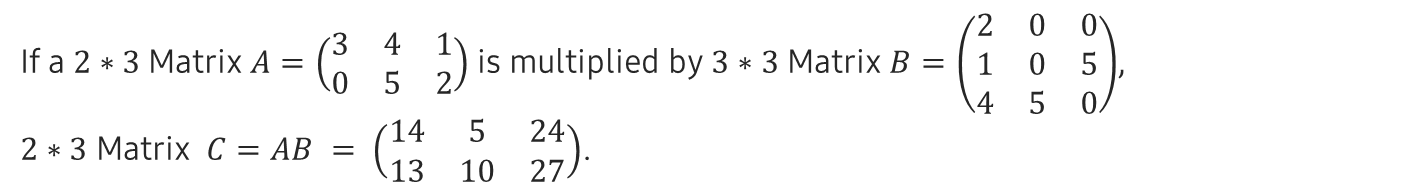 If a 2 * 3 Matrix A = (3 4 1
0 5 2) is multiplied by 3 * 3 Matrix B = (2 0 0
1 0 5
4 5 0),
2 * 3 Matrix C = AB = (14 5 24
13 10 27).